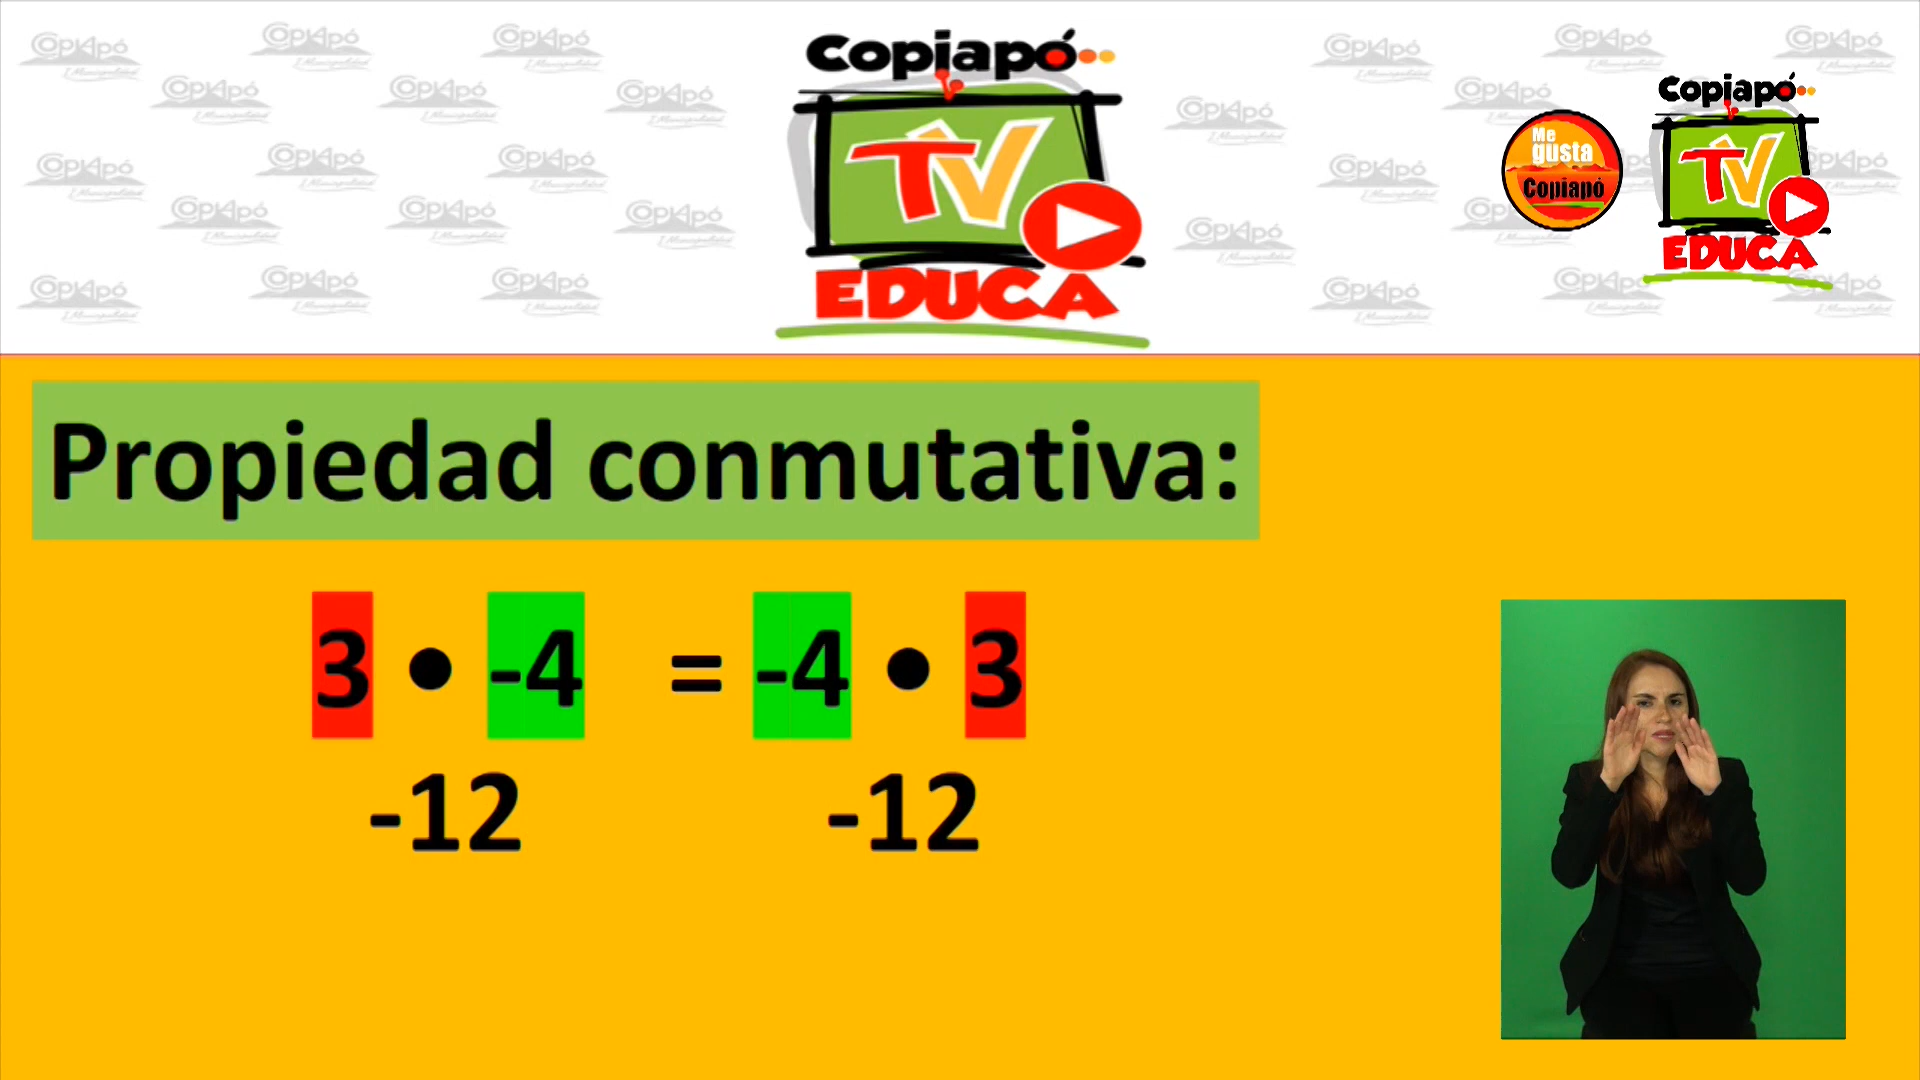 Copiapó
TV
EDUCA
Me
gusta
Copiapó
Copiapó
TV
EDUCA
Propiedad conmutativa:
3 • -4 = -4 • 3
-12 -12